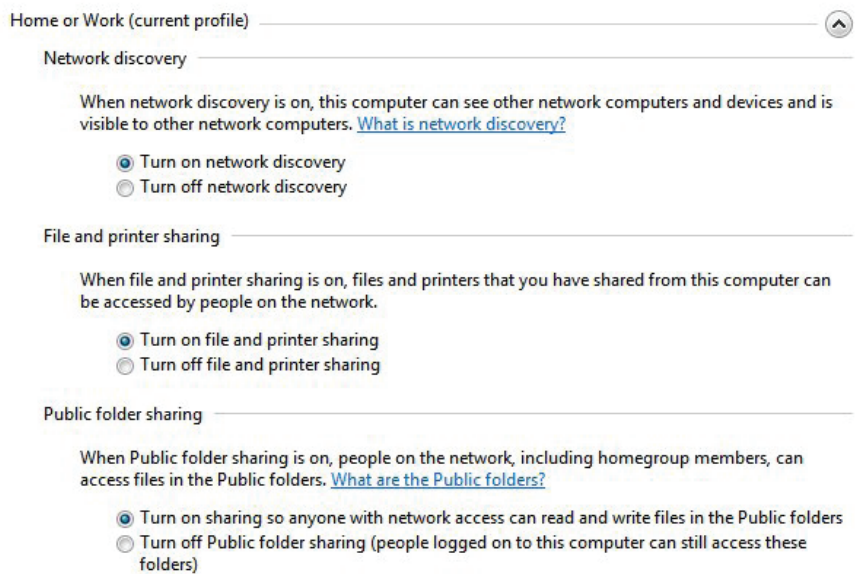 Home or Work (current profile)
Network discovery
When network discovery is on, this computer can see other network computers and devices and is
visible to other network computers. What is network discovery?
Turn on network discovery
Turn off network discovery
File and printer sharing
When file and printer sharing is on, files and printers that you have shared from this computer can
be accessed by people on the network.
Turn on file and printer sharing
Turn off file and printer sharing
Public folder sharing
When Public folder sharing is on, people on the network, including homegroup members, can
access files in the Public folders. What are the Public folders?
Turn on sharing so anyone with network access can read and write files in the Public folders
Turn off Public folder sharing (people logged on to this computer can still access these
folders)